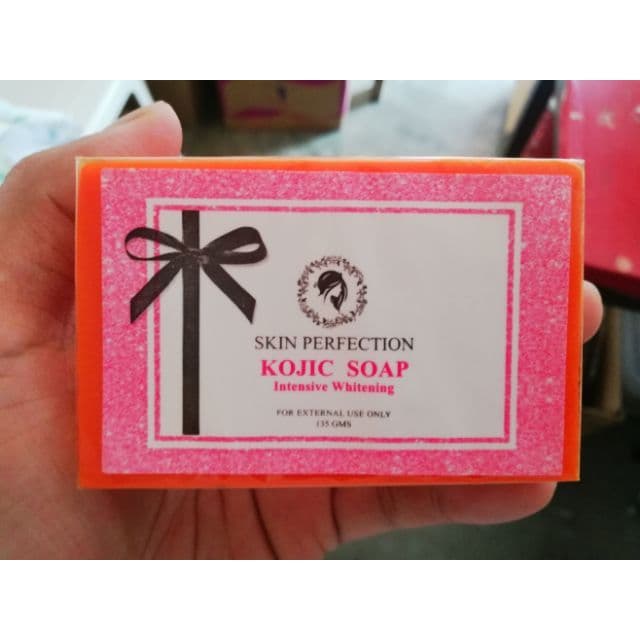 SKIN PERFECTION
KOJIC SOAP
Intensive Whitening
FOR EXTERNAL USE ONLY
135 GMS